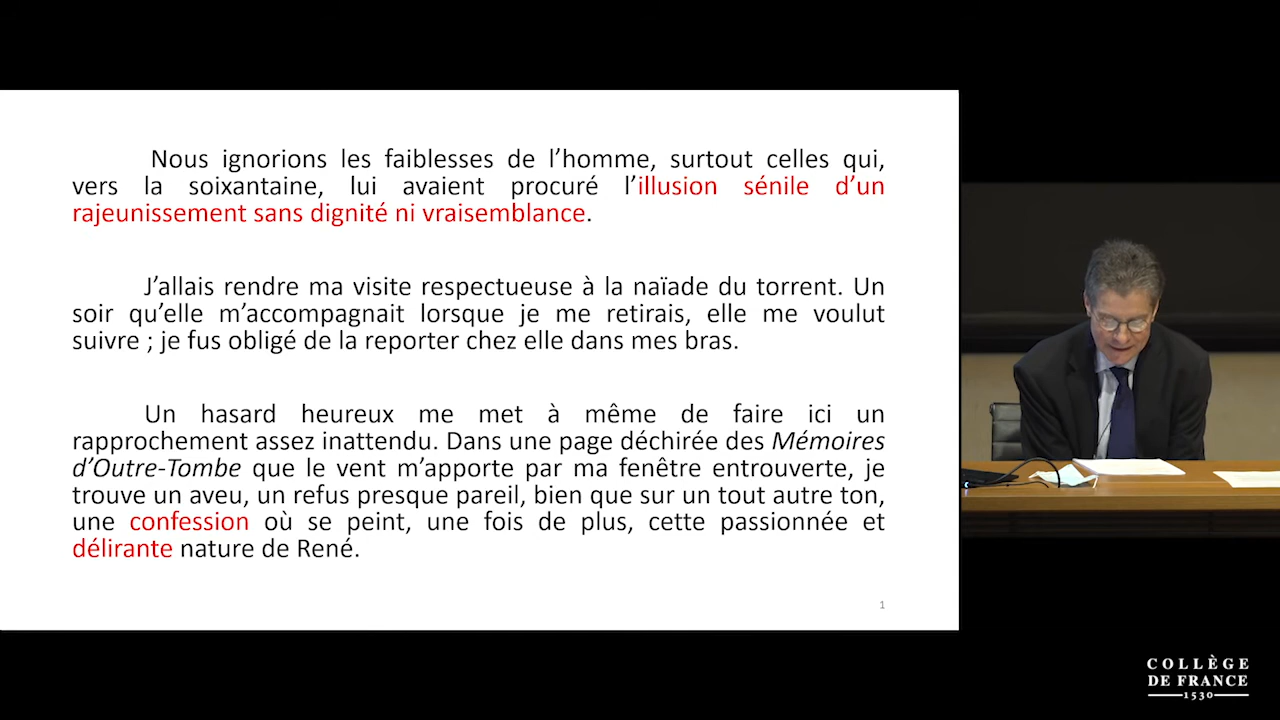 Nous ignorions les faiblesses de l’homme, surtout celles qui,
vers la soixantaine, lui avaient procuré l’illusion sénile d’un
rajeunissement sans dignité ni vraisemblance.
J’allais rendre ma visite respectueuse à la naïade du torrent. Un
soir qu’elle m’accompagnait lorsque je me retirais, elle me voulut
suivre ; je fus obligé de la reporter chez elle dans mes bras.
Un hasard heureux me met à même de faire ici un
rapprochement assez inattendu. Dans une page déchirée des Mémoires
d’Outre-Tombe que le vent m’apporte par ma fenêtre entrouverte, je
trouve un aveu, un refus presque pareil, bien que sur un tout autre ton,
une confession où se peint, une fois de plus, cette passionnée et
délirante nature de René.
1
COLLÈGE
DE FRANCE
1530